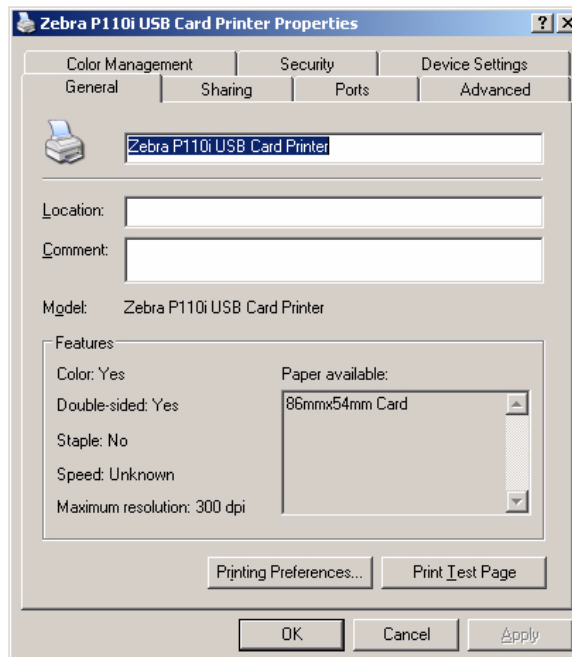 Zebra P110i USB Card Printer Properties
Color Management Security Device Settings
General Sharing Ports Advanced
Zebra P110i USB Card Printer
Location:
Comment:
Model: Zebra P110i USB Card Printer
Features
Color: Yes Paper available:
Double-sided: Yes 86mmx54mm Card
Staple: No
Speed: Unknown
Maximum resolution: 300 dpi
Printing Preferences... Print Test Page
OK Cancel Apply